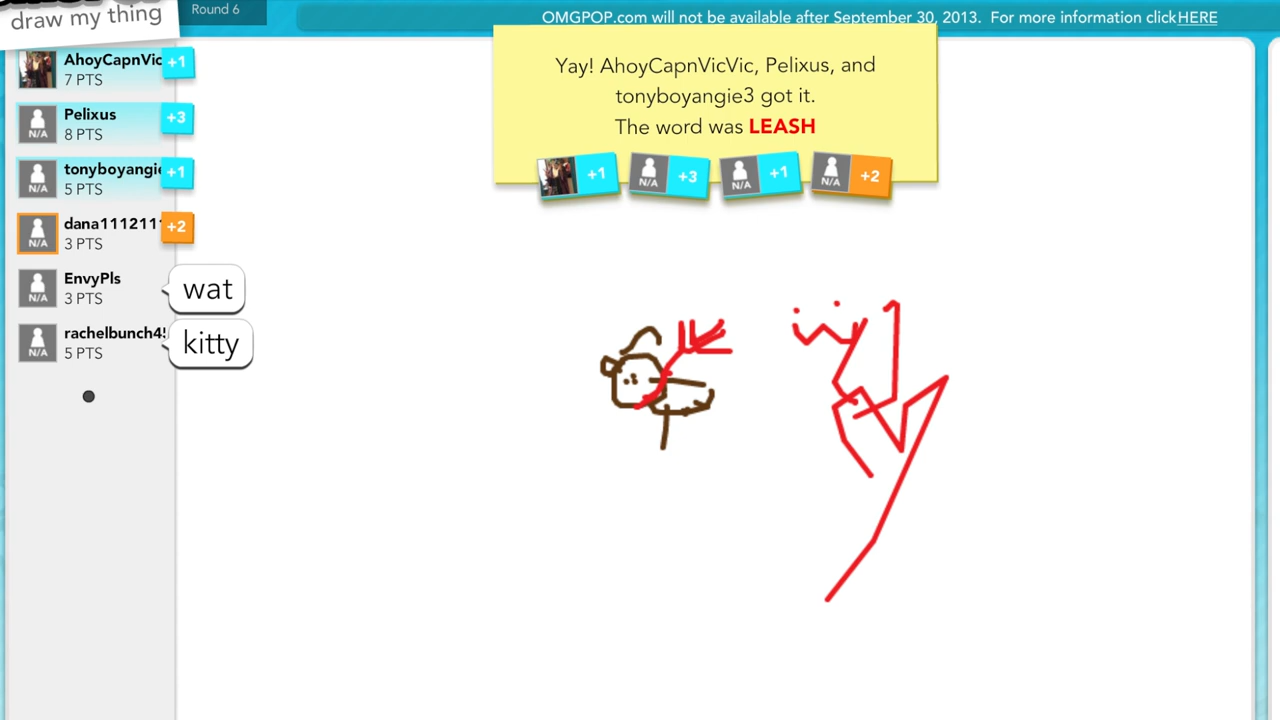 draw my thing
Round 6
OMGPOP.com will not be available after September 30, 2013. For more information click HERE
AhoyCapnVic
7 PTS
+1
Pelixus
8 PTS
+3
tonyboyangie
5 PTS
+1
dana1112111
3 PTS
+2
EnvyPls
3 PTS
wat
rachelbunch4
5 PTS
kitty
N/A
N/A
N/A
N/A
N/A
Yay! AhoyCapnVicVic, Pelixus, and
tonyboyangie3 got it.
The word was LEASH
+1
N/A +3
N/A +1
N/A +2